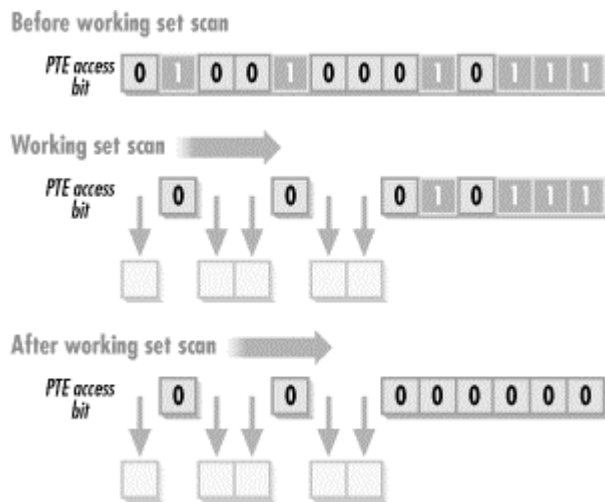 Before working set scan
PTE access bit 0 1 0 0 1 0 0 0 1 0 1 1 1
Working set scan
PTE access bit 0 0 0 1 0 1 1 1
After working set scan
PTE access bit 0 0 0 0 0 0 0 0